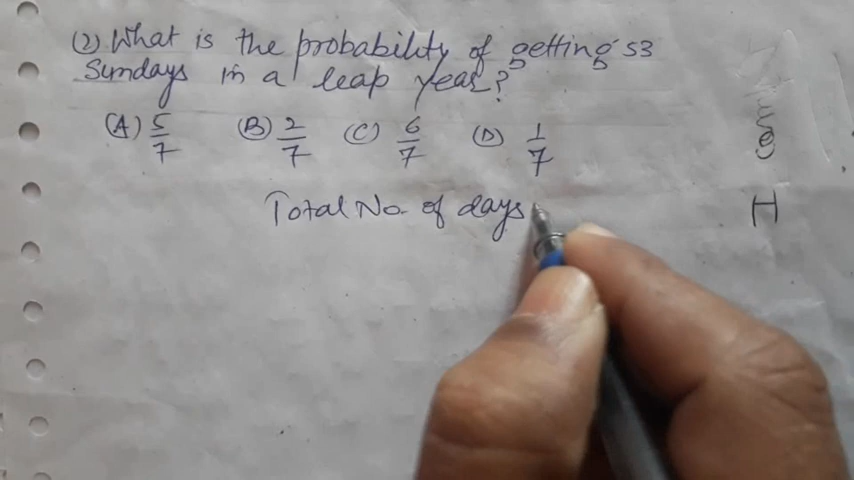 (2) What is the probability of getting 53
Sundays in a leap year?
(A) 5/7 (B) 2/7 (C) 6/7 (D) 1/7
Total No. of days
H